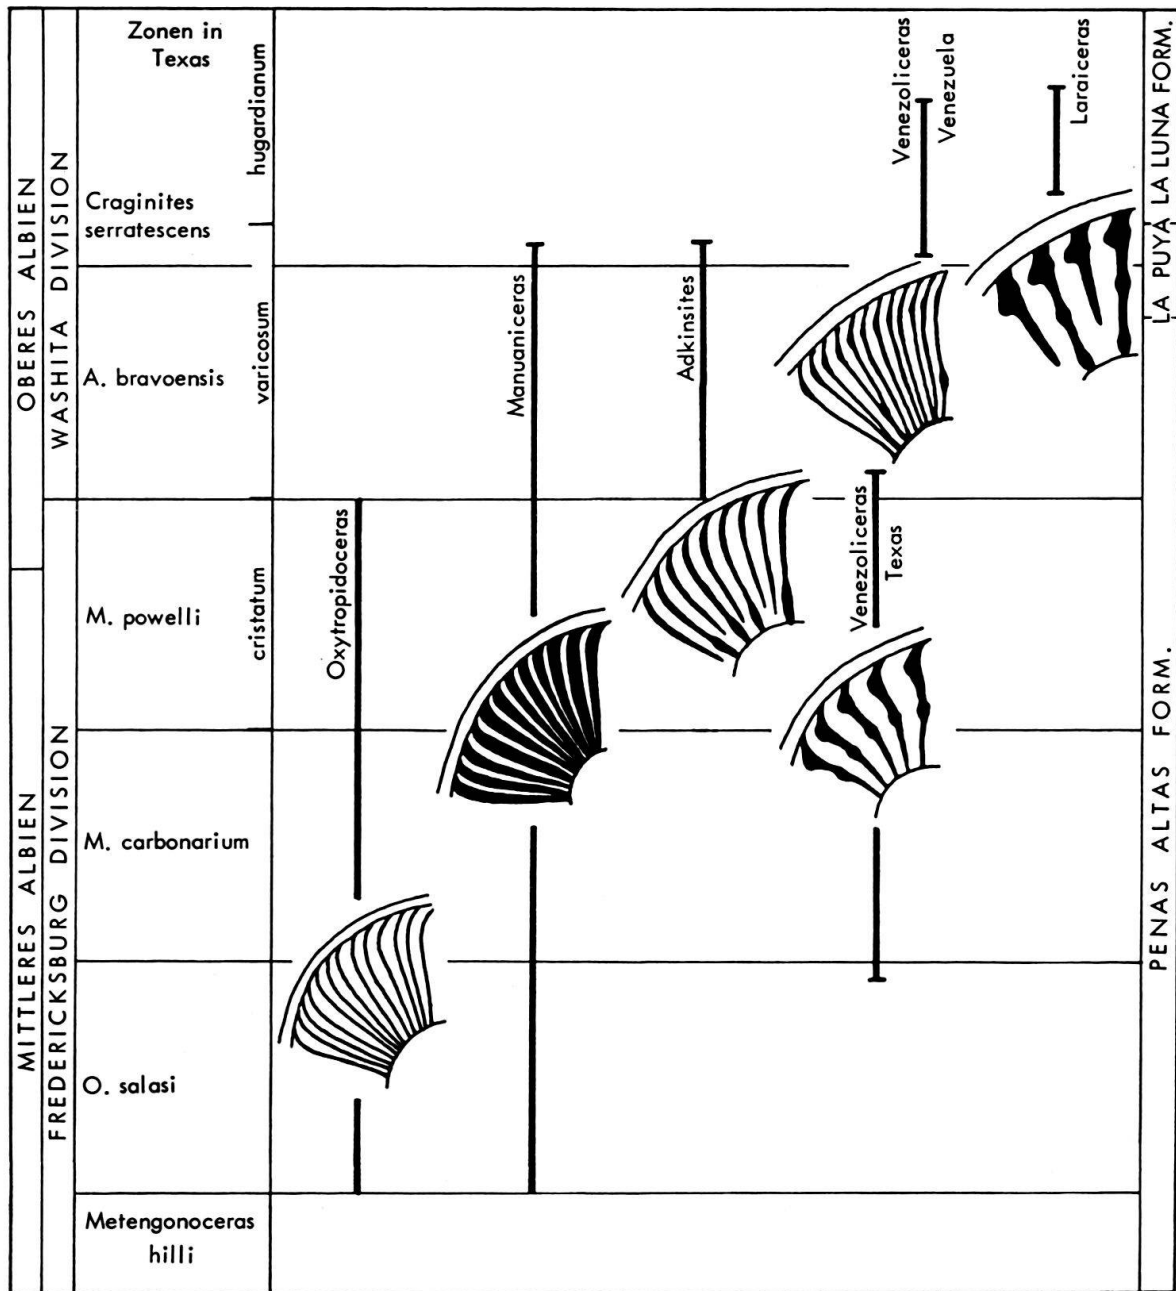 Zonen in
Texas
OBERES ALBIEN
MITTLERES ALBIEN
WASHITA DIVISION
FREDERICKSBURG DIVISION
Craginites
serratescens
A. bravoensis
M. powelli
M. carbonarium
O. salasi
Metengonoceras
hilli
hugardianum
varicosum
cristatum
Oxytropidoceras
Manuaniceras
Adkinsites
Venezoliceras
Venezuela
Venezoliceras
Texas
Laraiceras
LA LUNA FORM.
LA PUYA
PENAS ALTAS FORM.